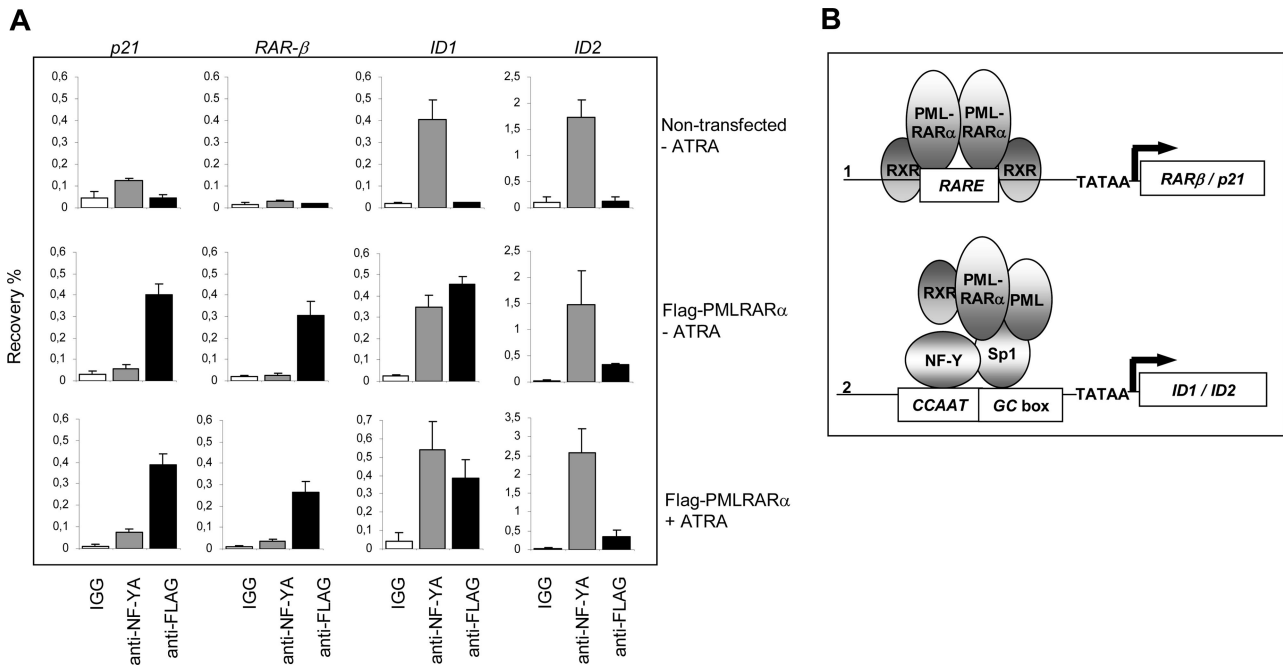 A
B
p21
RAR-β
ID1
ID2
0,6
0,5
0,4
0,3
0,2
0,1
0
0.6
0,5
0,4
0,3
0,2
0,1
0
0,6
0,5
0,4
0,3
0,2
0,1
0
2,5
2
1,5
1
0,5
0
Non-transfected
- ATRA
Recovery %
0,6
0,5
0,4
0,3
0,2
0,1
0
0,6
0,5
0,4
0,3
0,2
0,1
0
0,6
0,5
0,4
0,3
0,2
0,1
0
2,5
2
1,5
1
0,5
0
Flag-PMLRARα
- ATRA
0,6
0,5
0,4
0,3
0,2
0,1
0
0,6
0,5
0,4
0,3
0,2
0,1
0
0,7
0,6
0,5
0,4
0,3
0,2
0,1
0
3,5
3
2,5
2
1,5
1
0,5
0
Flag-PMLRARα
+ ATRA
IGG
anti-NF-YA
anti-FLAG
IGG
anti-NF-YA
anti-FLAG
IGG
anti-NF-YA
anti-FLAG
IGG
anti-NF-YA
anti-FLAG
PML-
RARα
PML-
RARα
RXR
RXR
1
RARE
TATAA
RARβ / p21
RXR
PML-
RARα
PML
NF-Y
Sp1
2
CCAAT
GC box
TATAA
ID1 / ID2